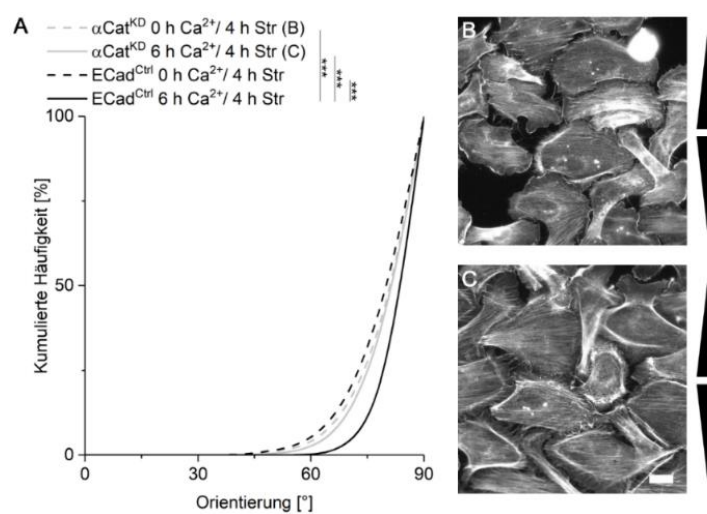 A
αCat^KD 0 h Ca²⁺/ 4 h Str (B)
αCat^KD 6 h Ca²⁺/ 4 h Str (C)
ECad^Ctrl 0 h Ca²⁺/ 4 h Str
ECad^Ctrl 6 h Ca²⁺/ 4 h Str
***
***
***
100
50
0
Kumulierte Häufigkeit [%]
0
30
60
90
Orientierung [°]
B
C